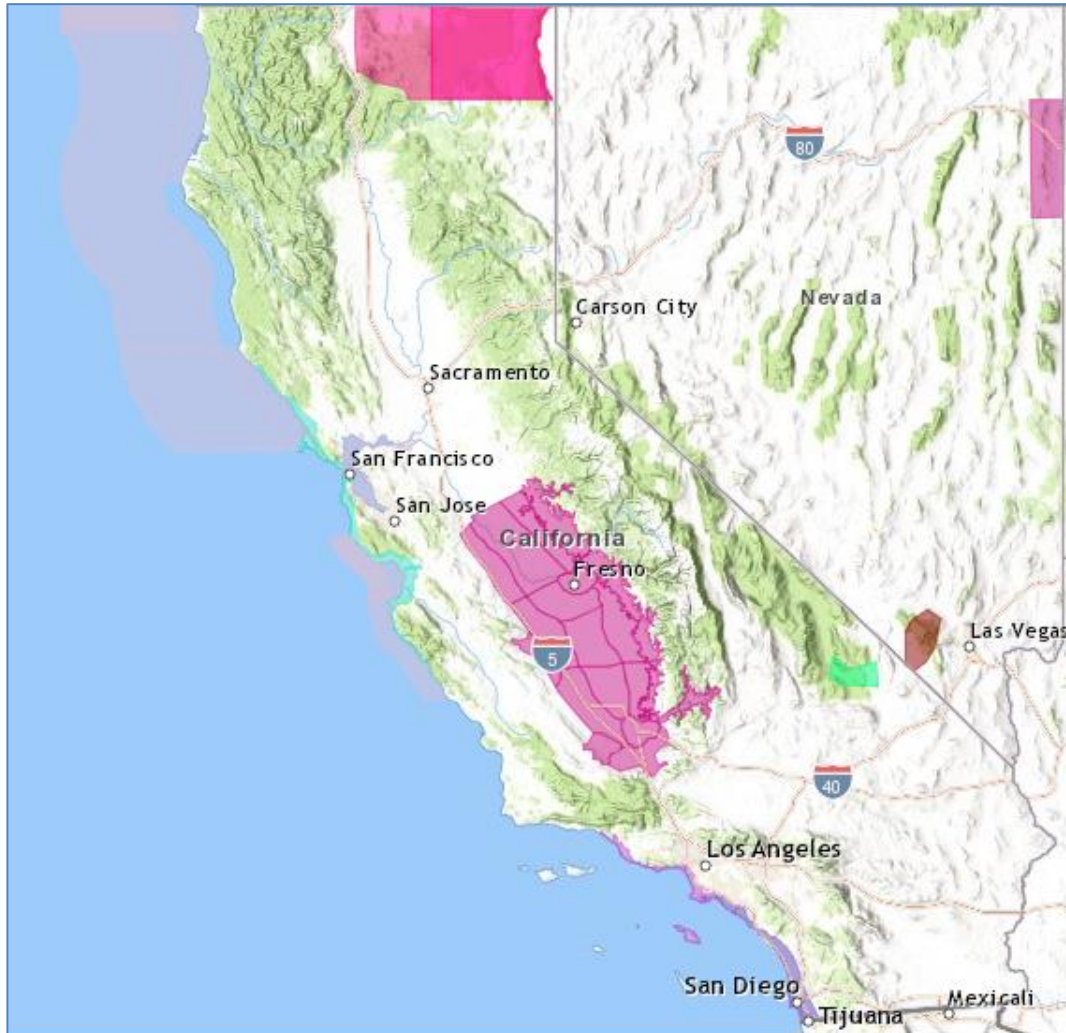 80
Carson City
Nevada
Sacramento
San Francisco
San Jose
California
Fresno
5
Las Vegas
40
Los Angeles
San Diego
Mexicali
Tijuana